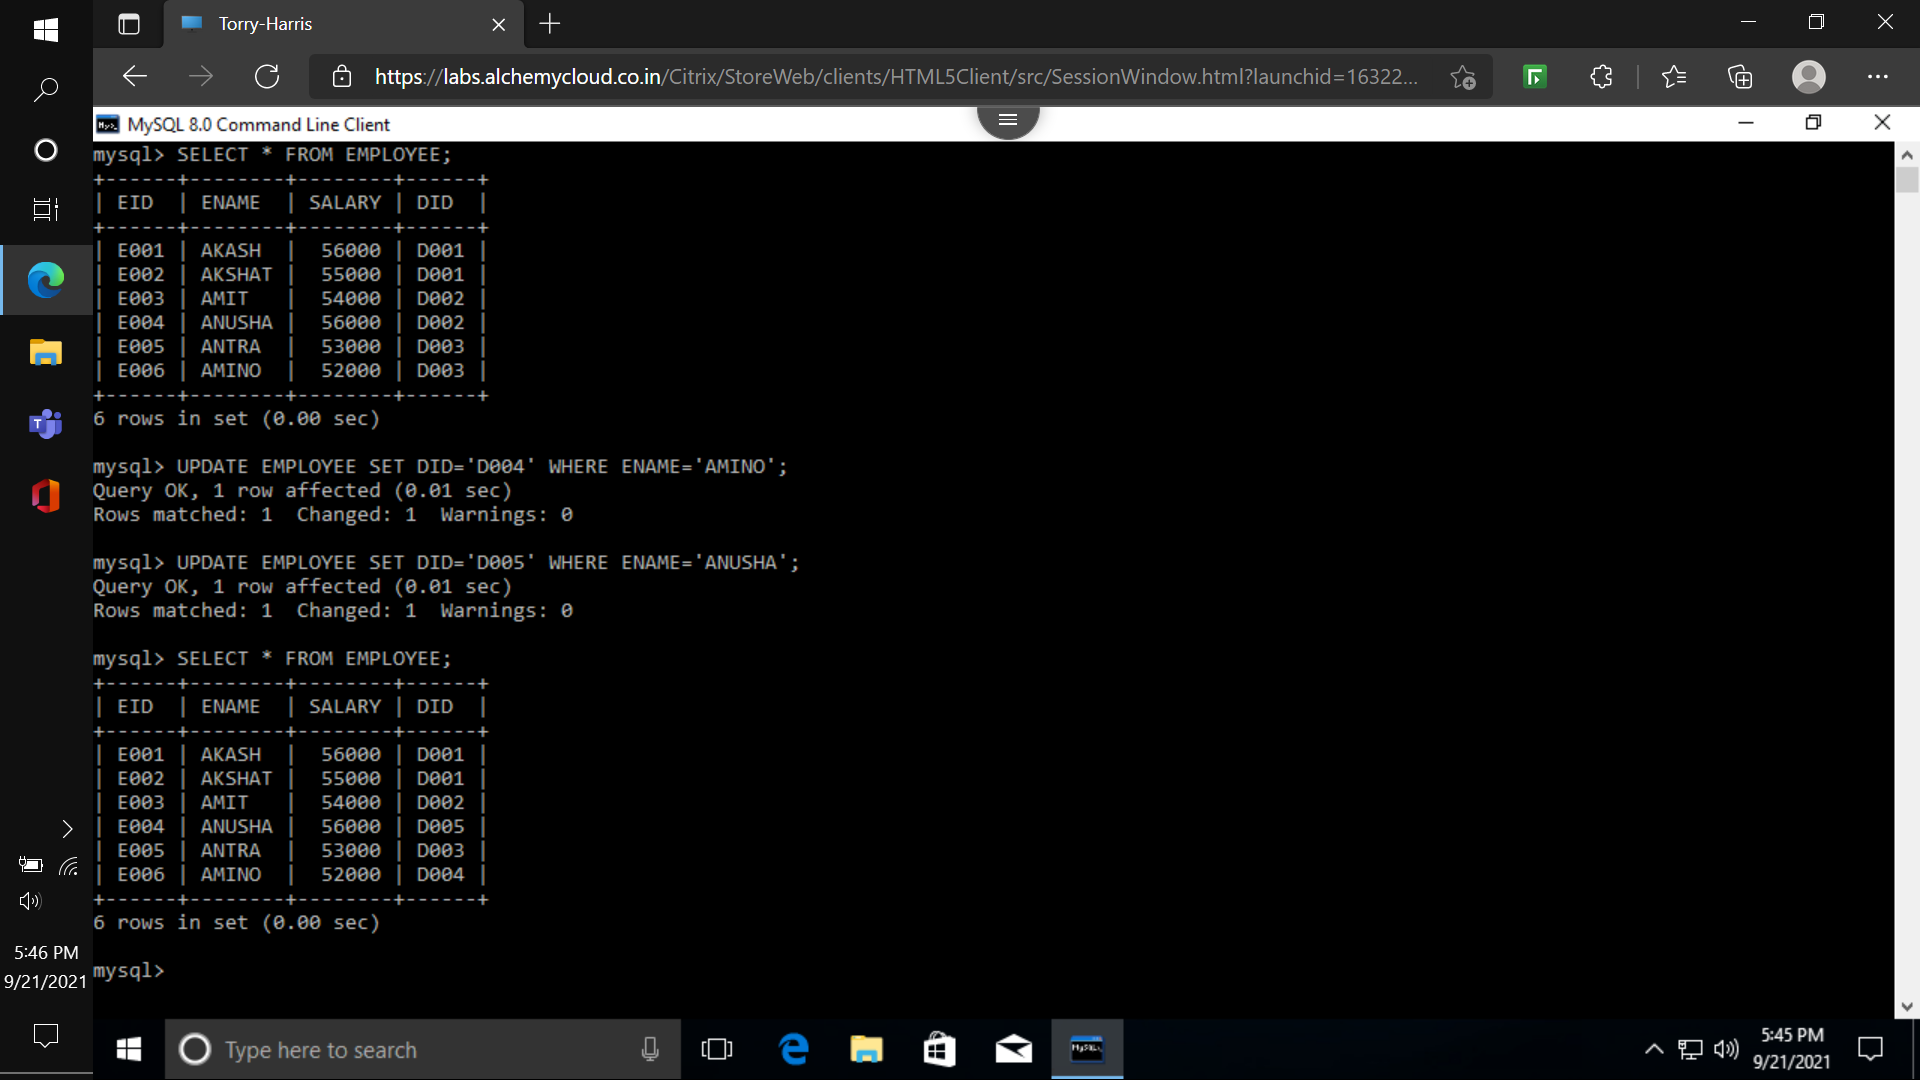 Torry-Harris
https://labs.alchemycloud.co.in/Citrix/StoreWeb/clients/HTML5Client/src/SessionWindow.html?launchid=16322...
MySQL 8.0 Command Line Client
mysql> SELECT * FROM EMPLOYEE;
+------+--------+--------+------+
| EID  | ENAME  | SALARY | DID  |
+------+--------+--------+------+
| E001 | AKASH  |  56000 | D001 |
| E002 | AKSHAT |  55000 | D001 |
| E003 | AMIT   |  54000 | D002 |
| E004 | ANUSHA |  56000 | D002 |
| E005 | ANTRA  |  53000 | D003 |
| E006 | AMINO  |  52000 | D003 |
+------+--------+--------+------+
6 rows in set (0.00 sec)
mysql> UPDATE EMPLOYEE SET DID='D004' WHERE ENAME='AMINO';
Query OK, 1 row affected (0.01 sec)
Rows matched: 1  Changed: 1  Warnings: 0
mysql> UPDATE EMPLOYEE SET DID='D005' WHERE ENAME='ANUSHA';
Query OK, 1 row affected (0.01 sec)
Rows matched: 1  Changed: 1  Warnings: 0
mysql> SELECT * FROM EMPLOYEE;
+------+--------+--------+------+
| EID  | ENAME  | SALARY | DID  |
+------+--------+--------+------+
| E001 | AKASH  |  56000 | D001 |
| E002 | AKSHAT |  55000 | D001 |
| E003 | AMIT   |  54000 | D002 |
| E004 | ANUSHA |  56000 | D005 |
| E005 | ANTRA  |  53000 | D003 |
| E006 | AMINO  |  52000 | D004 |
+------+--------+--------+------+
6 rows in set (0.00 sec)
mysql>
5:46 PM
9/21/2021
Type here to search
5:45 PM
9/21/2021